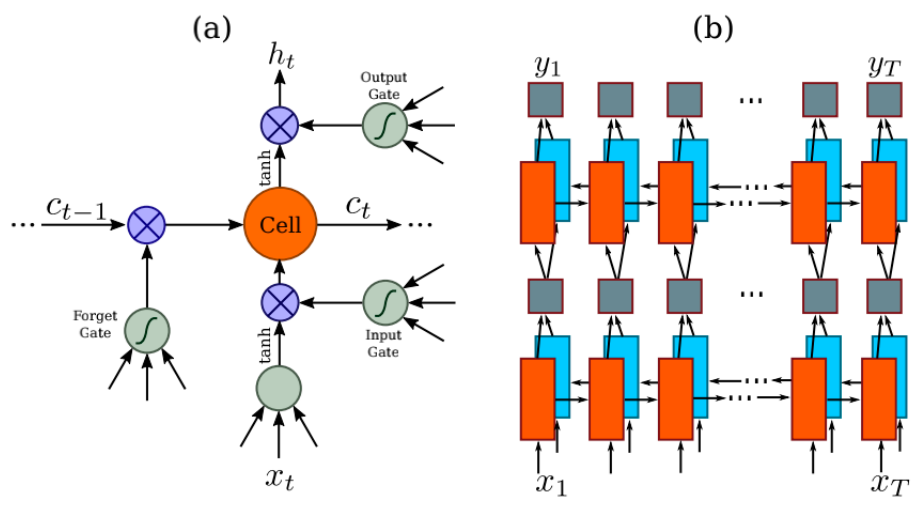 (a)
h_t
Output
Gate
tanh
... c_{t-1}
Cell
c_t ...
Forget
Gate
tanh
Input
Gate
x_t
(b)
y_1
...
y_T
...
...
...
...
...
x_1
x_T